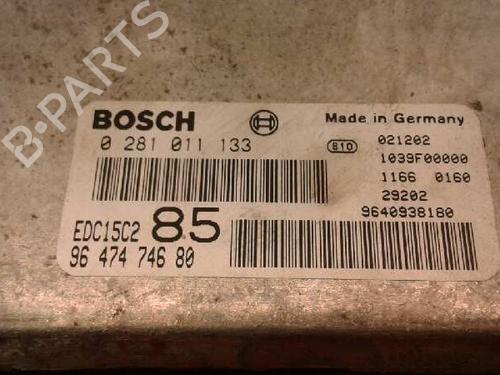 B-PARTS
BOSCH
Made in Germany
0 281 011 133
810
021202
1039F00000
1166 0160
29202
9640938180
EDC15C2 85
96 474 746 80